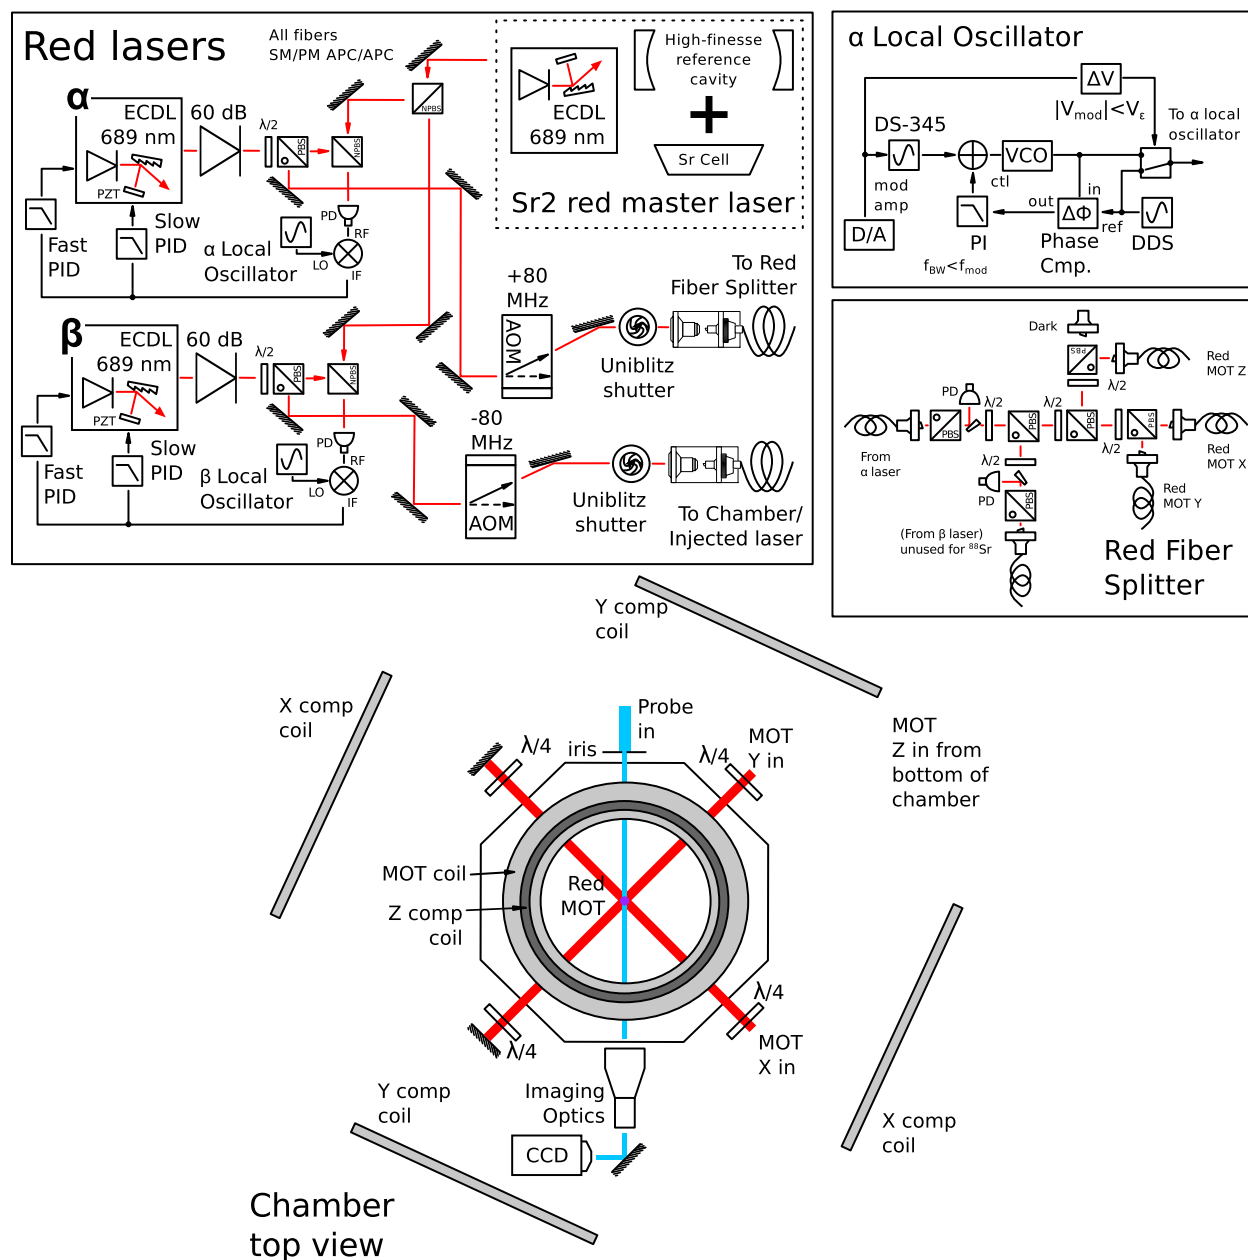 Red lasers
All fibers
SM/PM APC/APC
α
ECDL
689 nm
PZT
60 dB
λ/2
PBS
NPBS
NPBS
Fast
PID
Slow
PID
α Local
Oscillator
PD
RF
LO
IF
ECDL
689 nm
High-finesse
reference
cavity
Sr Cell
Sr2 red master laser
β
ECDL
689 nm
PZT
60 dB
λ/2
PBS
NPBS
Fast
PID
Slow
PID
β Local
Oscillator
PD
RF
LO
IF
+80
MHz
AOM
Uniblitz
shutter
To Red
Fiber Splitter
-80
MHz
AOM
Uniblitz
shutter
To Chamber/
Injected laser
α Local Oscillator
ΔV
|Vmod|<Vε
To α local
oscillator
DS-345
mod
amp
VCO
ctl
in
out
ref
D/A
PI
ΔΦ
Phase
Cmp.
DDS
fBW<fmod
Dark
PBS
Red
MOT Z
λ/2
PD
λ/2
λ/2
PBS
PBS
PBS
PBS
From
α laser
λ/2
λ/2
Red
MOT X
PD
PBS
Red
MOT Y
(From β laser)
unused for ⁸⁸Sr
Red Fiber
Splitter
Y comp
coil
X comp
coil
Probe
in
iris
λ/4
λ/4
MOT
Y in
MOT
Z in from
bottom of
chamber
MOT coil
Red
MOT
Z comp
coil
λ/4
λ/4
MOT
X in
Imaging
Optics
Y comp
coil
X comp
coil
CCD
Chamber
top view